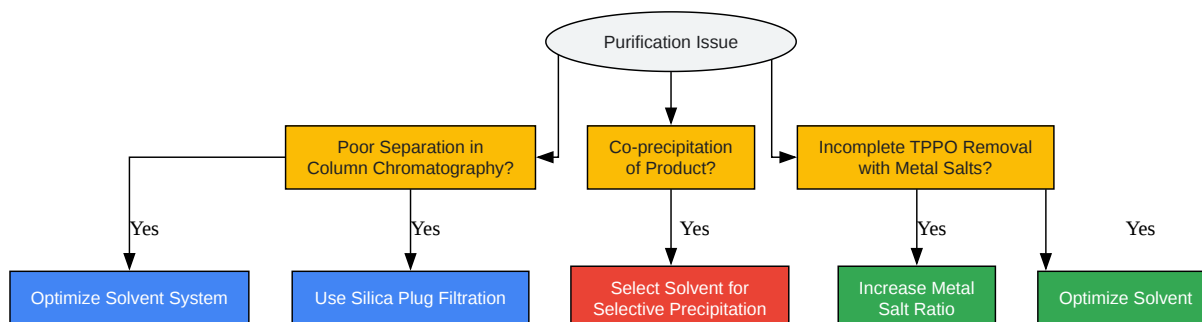 Purification Issue
Poor Separation in
Column Chromatography?
Co-precipitation
of Product?
Incomplete TPPO Removal
with Metal Salts?
Yes
Yes
Yes
Yes
Yes
Optimize Solvent System
Use Silica Plug Filtration
Select Solvent for
Selective Precipitation
Increase Metal
Salt Ratio
Optimize Solvent